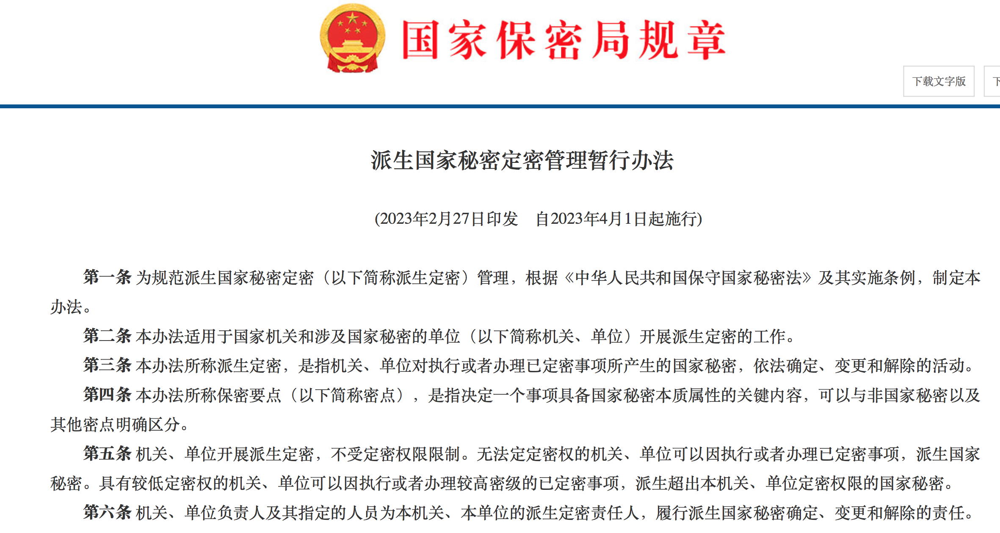 国家保密局规章
下载文字版
下
派生国家秘密定密管理暂行办法
(2023年2月27日印发　自2023年4月1日起施行)
第一条 为规范派生国家秘密定密（以下简称派生定密）管理，根据《中华人民共和国保守国家秘密法》及其实施条例，制定本
办法。
第二条 本办法适用于国家机关和涉及国家秘密的单位（以下简称机关、单位）开展派生定密的工作。
第三条 本办法所称派生定密，是指机关、单位对执行或者办理已定密事项所产生的国家秘密，依法确定、变更和解除的活动。
第四条 本办法所称保密要点（以下简称密点），是指决定一个事项具备国家秘密本质属性的关键内容，可以与非国家秘密以及
其他密点明确区分。
第五条 机关、单位开展派生定密，不受定密权限限制。无法定定密权的机关、单位可以因执行或者办理已定密事项，派生国家
秘密。具有较低定密权的机关、单位可以因执行或者办理较高密级的已定密事项，派生超出本机关、单位定密权限的国家秘密。
第六条 机关、单位负责人及其指定的人员为本机关、本单位的派生定密责任人，履行派生国家秘密确定、变更和解除的责任。